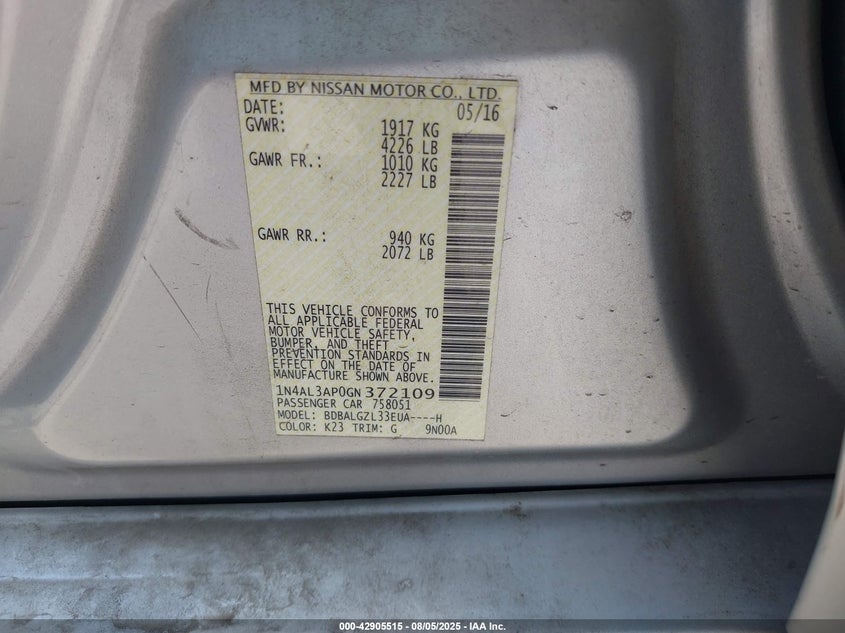 MFD BY NISSAN MOTOR CO., LTD.
DATE: 05/16
GVWR: 1917 KG
4226 LB
GAWR FR.: 1010 KG
2227 LB
GAWR RR.: 940 KG
2072 LB
THIS VEHICLE CONFORMS TO
ALL APPLICABLE FEDERAL
MOTOR VEHICLE SAFETY,
BUMPER, AND THEFT
PREVENTION STANDARDS IN
EFFECT ON THE DATE OF
MANUFACTURE SHOWN ABOVE.
1N4AL3AP0GN372109
PASSENGER CAR 758051
MODEL: BDBALGZL33EUA----H
COLOR: K23 TRIM: G 9N00A
000-42905515 - 08/05/2025 - IAA Inc.